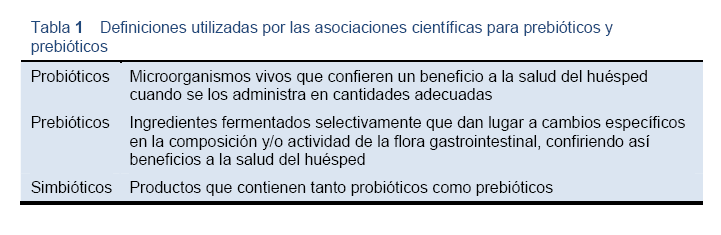 Tabla 1 Definiciones utilizadas por las asociaciones científicas para prebióticos y
prebióticos
Probióticos Microorganismos vivos que confieren un beneficio a la salud del huésped
cuando se los administra en cantidades adecuadas
Prebióticos Ingredientes fermentados selectivamente que dan lugar a cambios específicos
en la composición y/o actividad de la flora gastrointestinal, confiriendo así
beneficios a la salud del huésped
Simbióticos Productos que contienen tanto probióticos como prebióticos